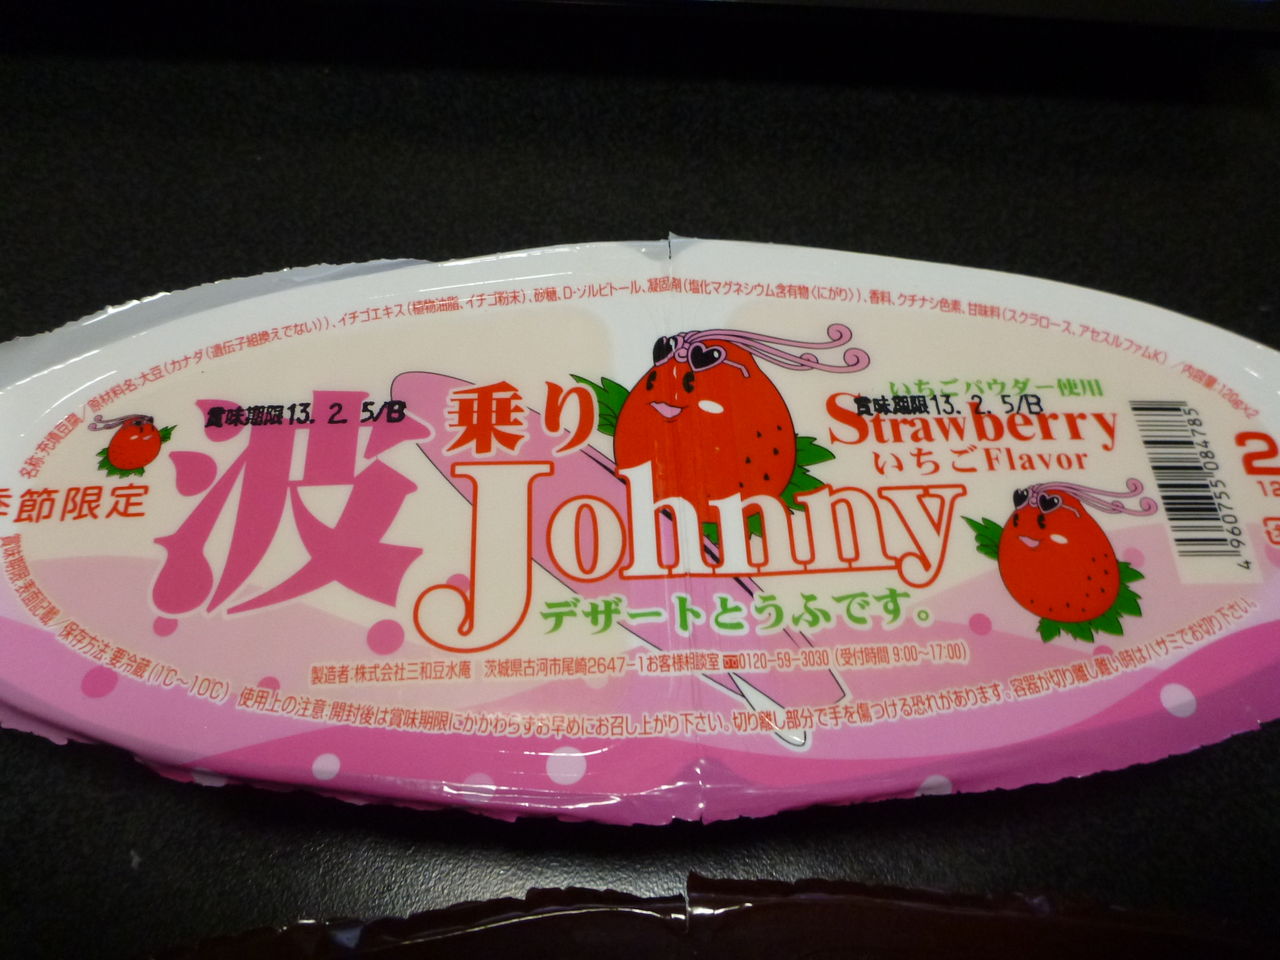 名称:充填豆腐/原材料名:大豆(カナダ(遺伝子組換えでない))、イチゴエキス(植物油脂、イチゴ粉末)、砂糖、D-ソルビトール、凝固剤(塩化マグネシウム含有物〈にがり〉)、香料、クチナシ色素、甘味料(スクラロース、アセスルファムK)/内容量:120g×2
季節限定
賞味期限13. 2. 5/B
波
乗り
Johnny
いちごパウダー使用
賞味期限13. 2. 5/B
Strawberry
いちごFlavor
デザートとうふです。
4960755084785
2
12
製造者:株式会社三和豆水庵 茨城県古河市尾崎2647-1お客様相談室0120-59-3030(受付時間 9:00~17:00)
賞味期限:表面記載/保存方法:要冷蔵(1℃~10℃) 使用上の注意:開封後は賞味期限にかかわらずお早めにお召し上がり下さい。切り離し部分で手を傷つける恐れがあります。容器が切り離し難い時はハサミでお切り下さい。